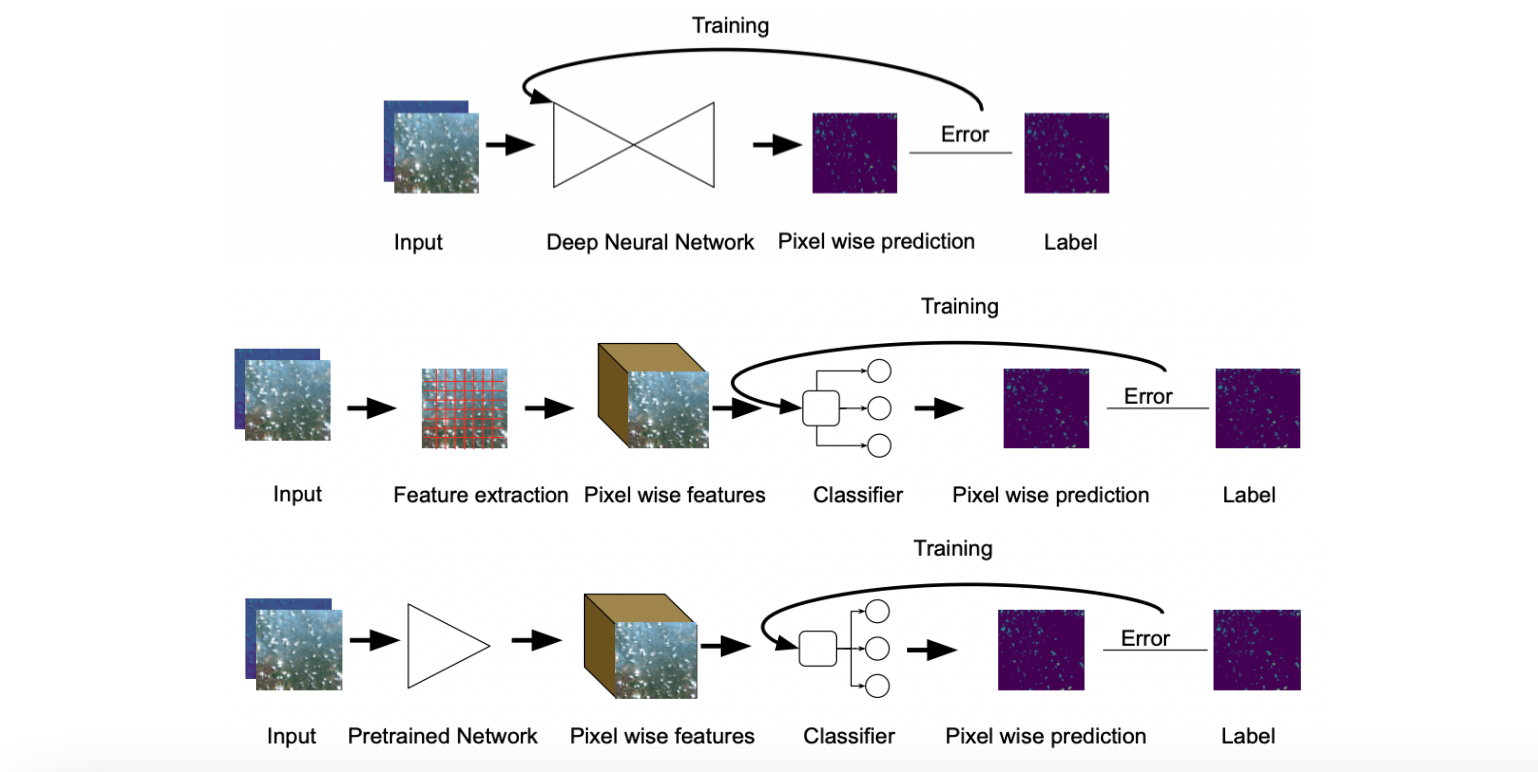 Training
Error
Input
Deep Neural Network
Pixel wise prediction
Label
Training
Error
Input
Feature extraction
Pixel wise features
Classifier
Pixel wise prediction
Label
Training
Error
Input
Pretrained Network
Pixel wise features
Classifier
Pixel wise prediction
Label